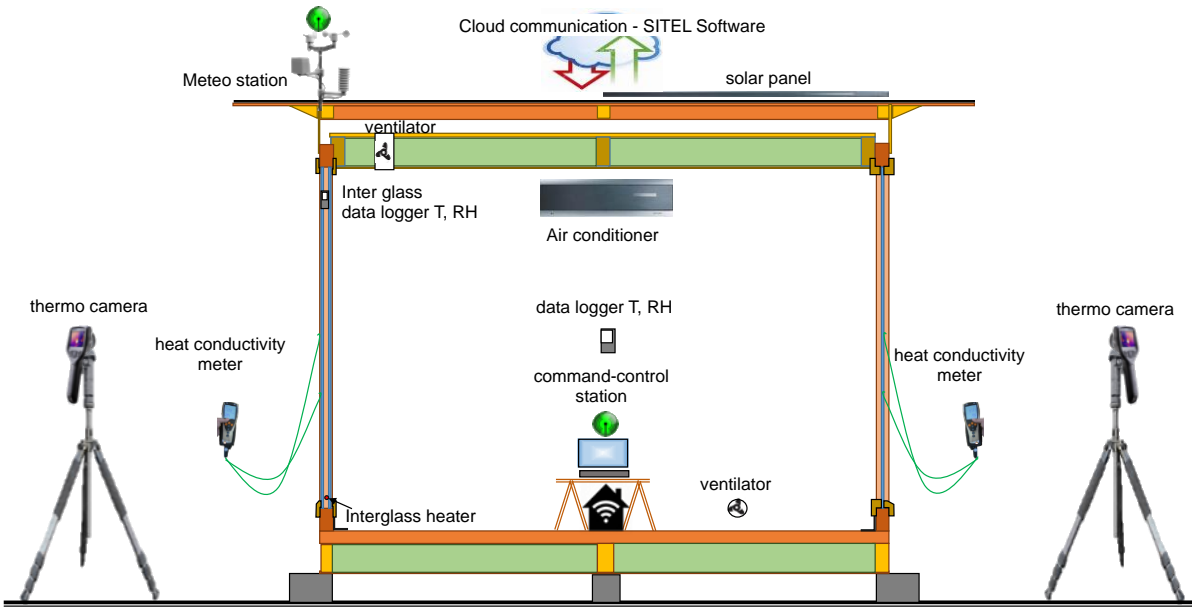 Cloud communication - SITEL Software
Meteo station
solar panel
ventilator
Inter glass
data logger T, RH
Air conditioner
thermo camera
data logger T, RH
thermo camera
heat conductivity
meter
heat conductivity
meter
command-control
station
ventilator
Interglass heater